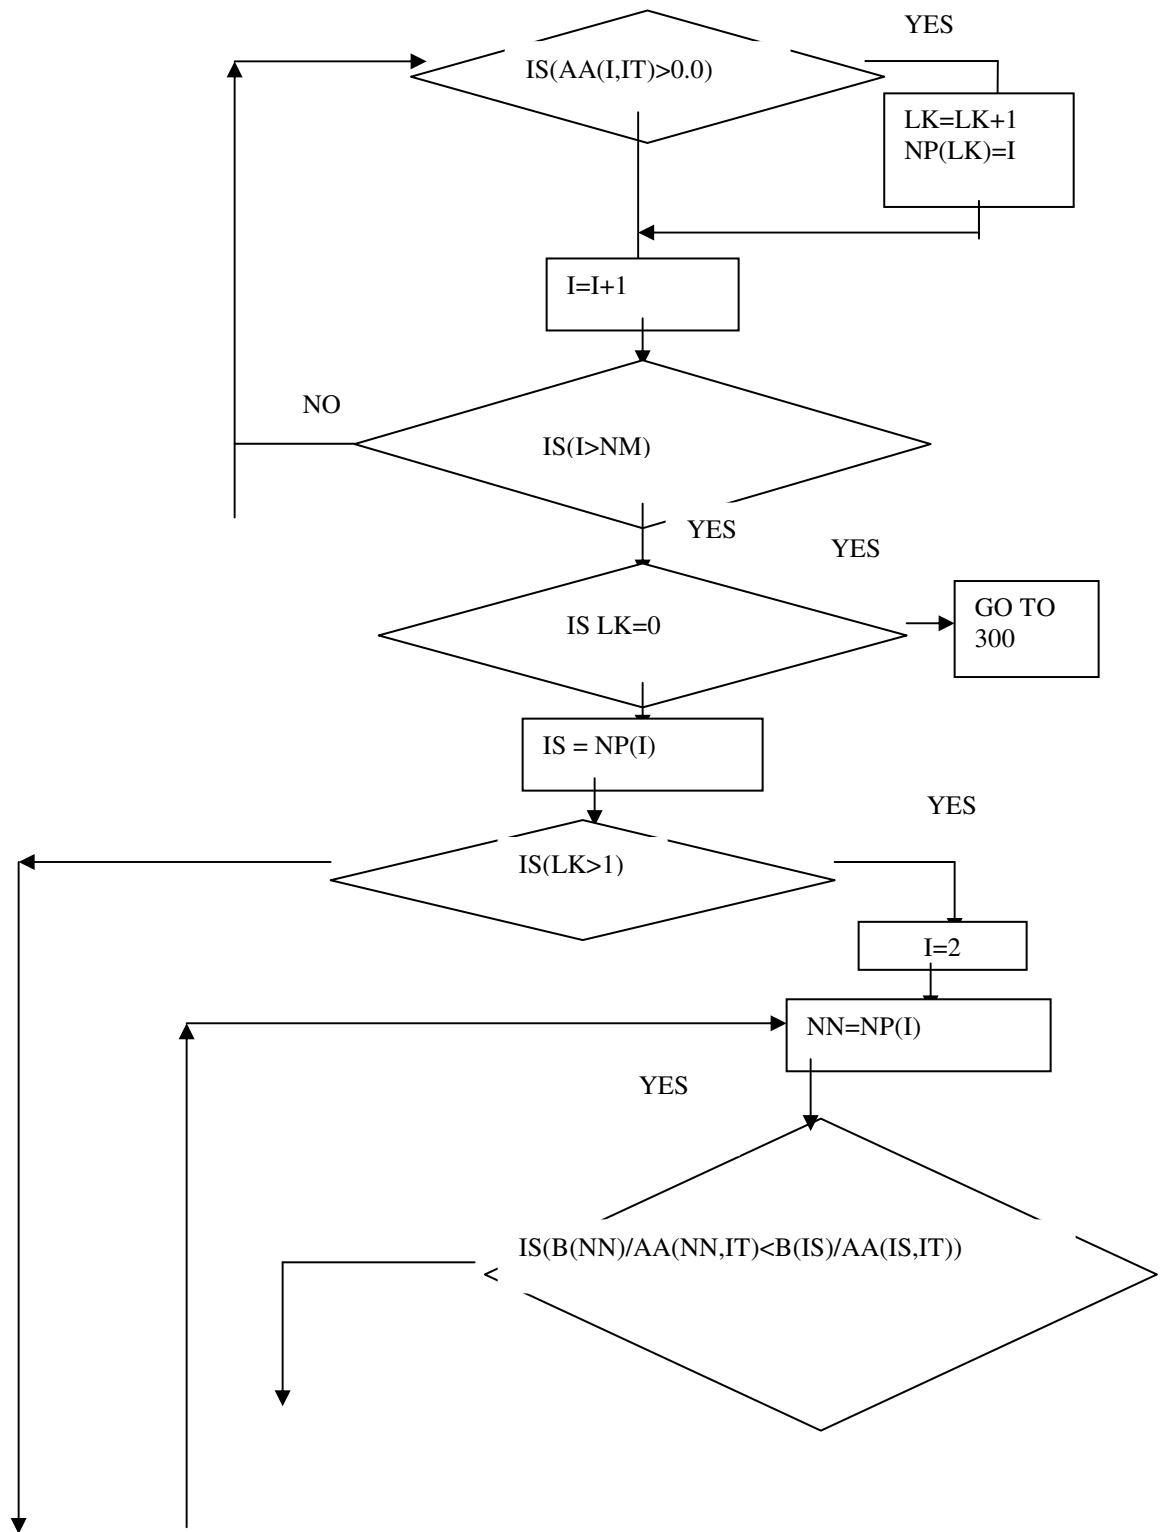 YES
IS(AA(I,IT)>0.0)
LK=LK+1
NP(LK)=I
I=I+1
NO
IS(I>NM)
YES
YES
IS LK=0
GO TO
300
IS = NP(I)
YES
IS(LK>1)
I=2
NN=NP(I)
YES
IS(B(NN)/AA(NN,IT)<B(IS)/AA(IS,IT))